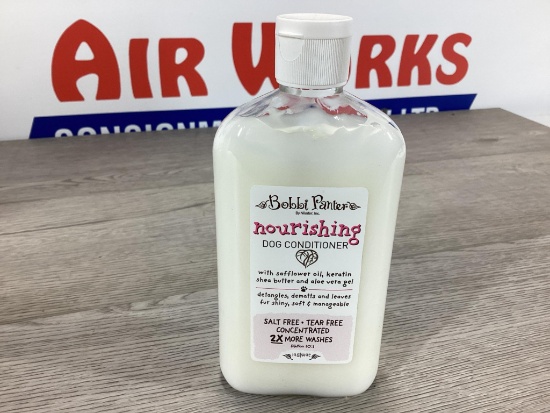 AIR WORKS
Bobbi Panter
nourishing
DOG CONDITIONER
with safflower oil, keratin
shea butter and aloe vera gel
detangles, dematts and leaves
fur shiny, soft & manageable
SALT FREE + TEAR FREE
CONCENTRATED
2X MORE WASHES